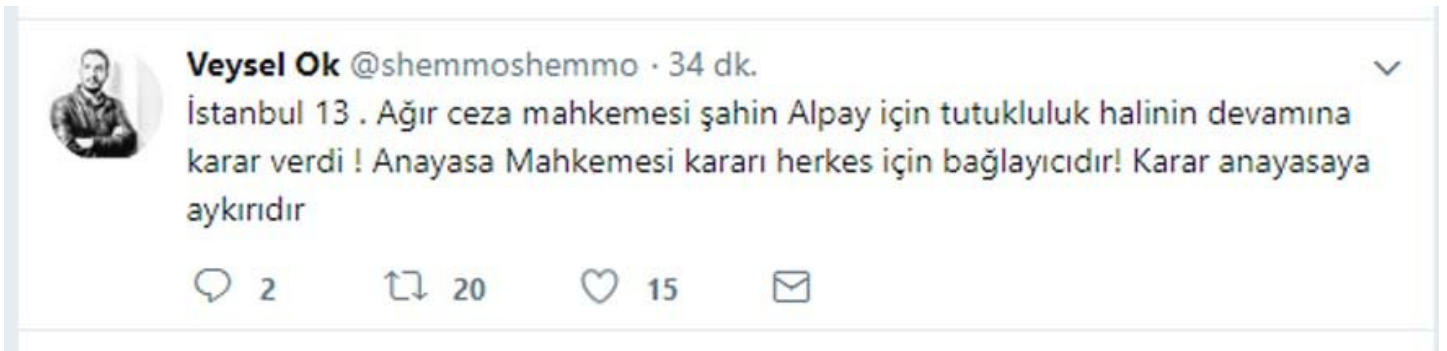 Veysel Ok @shemmoshemmo · 34 dk.
İstanbul 13 . Ağır ceza mahkemesi şahin Alpay için tutukluluk halinin devamına
karar verdi ! Anayasa Mahkemesi kararı herkes için bağlayıcıdır! Karar anayasaya
aykırıdır
2 20 15